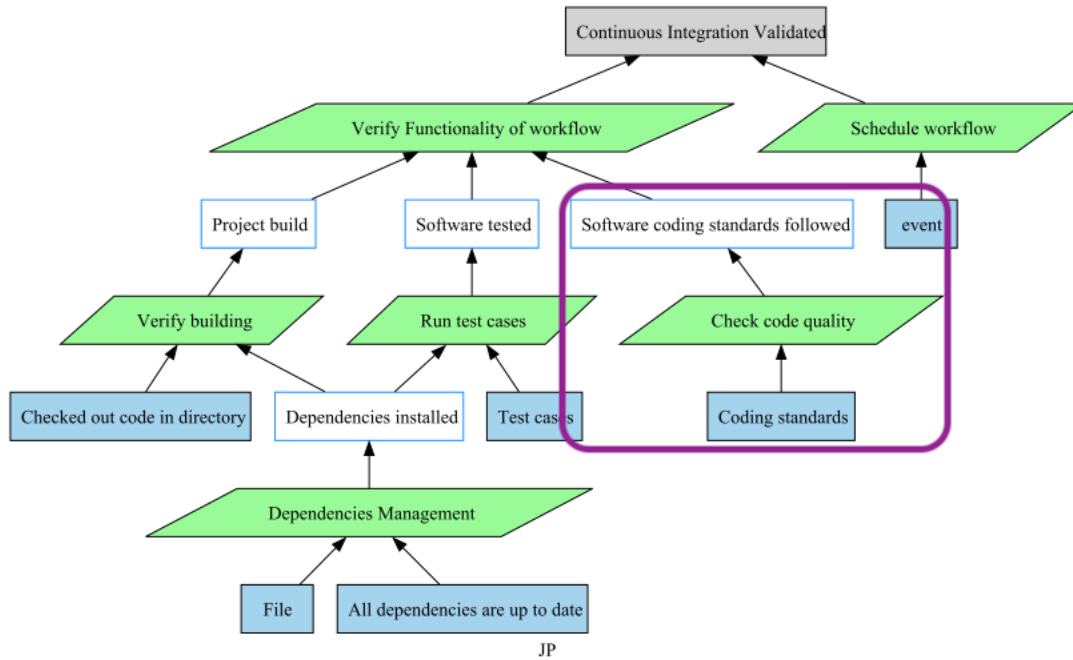 Continuous Integration Validated
Verify Functionality of workflow
Schedule workflow
Project build
Software tested
Software coding standards followed
event
Verify building
Run test cases
Check code quality
Checked out code in directory
Dependencies installed
Test cases
Coding standards
Dependencies Management
File
All dependencies are up to date
JP